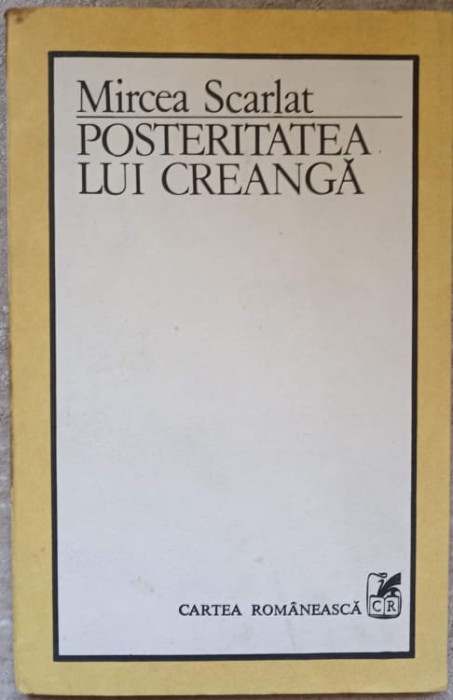 Mircea Scarlat
POSTERITATEA
LUI CREANGĂ
CARTEA ROMÂNEASCĂ
CR